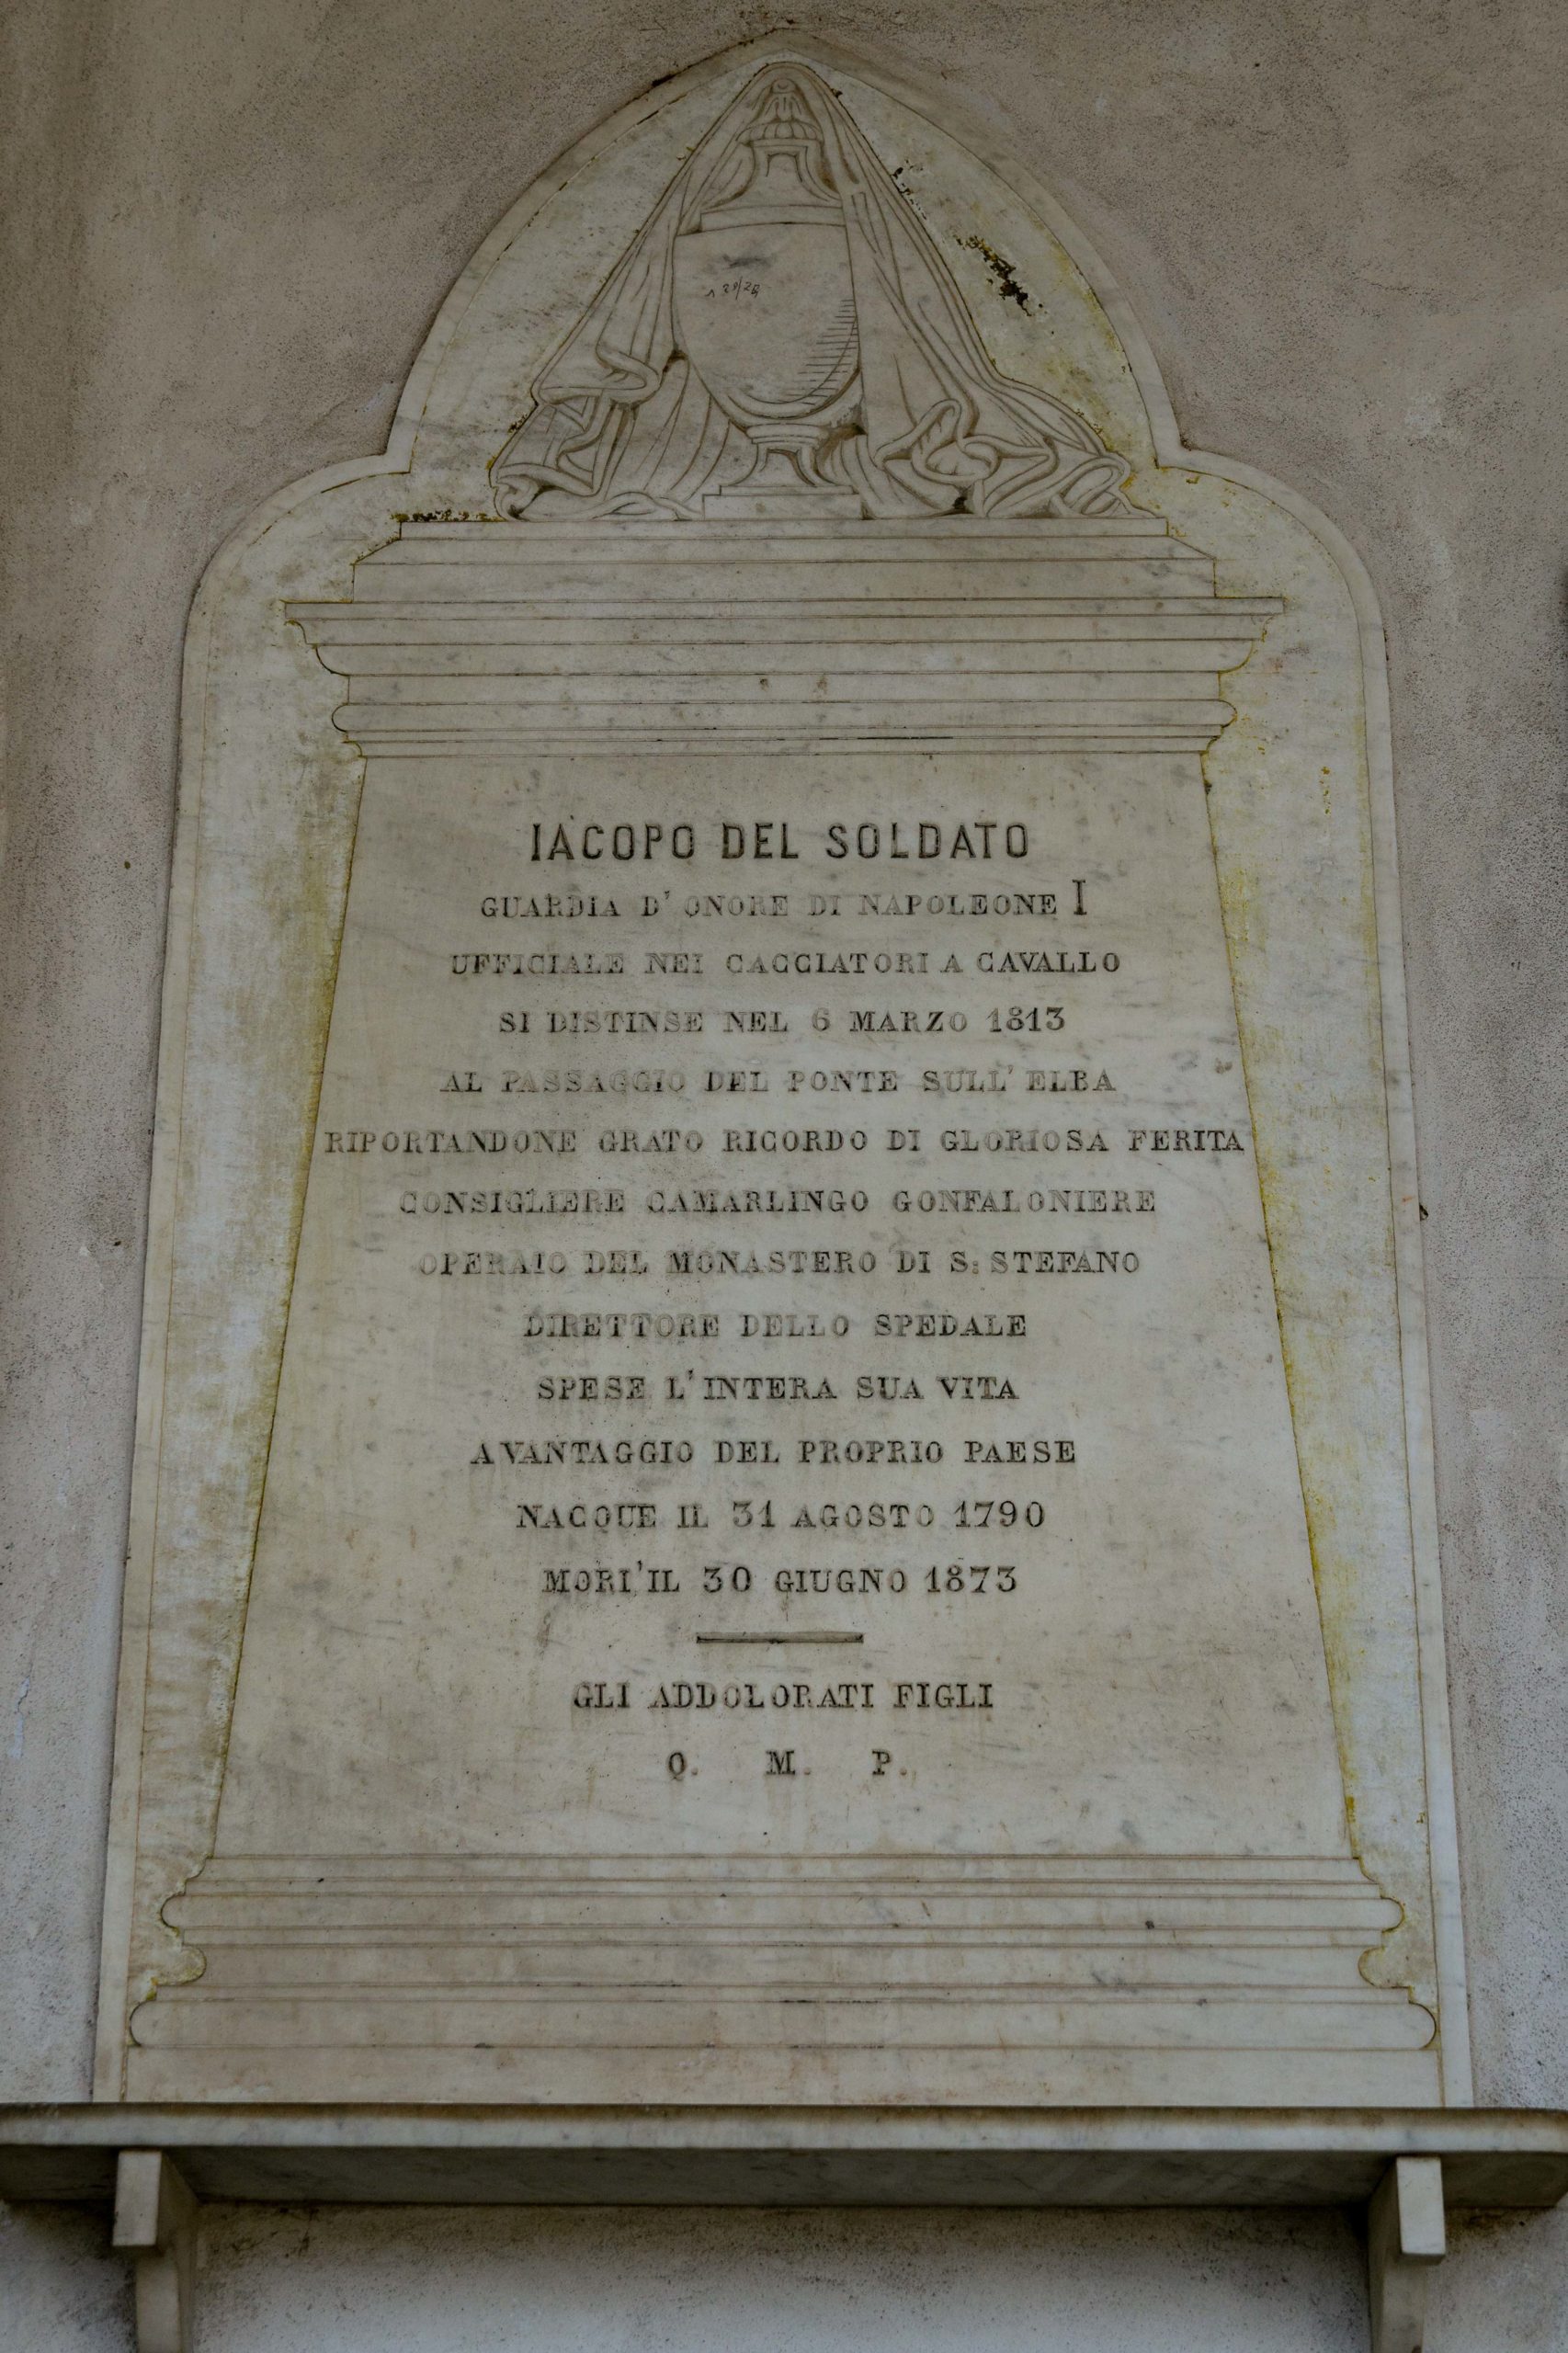 IACOPO DEL SOLDATO
GUARDIA D' ONORE DI NAPOLEONE I
UFFICIALE NEI CACCIATORI A CAVALLO
SI DISTINSE NEL 6 MARZO 1813
AL PASSAGGIO DEL PONTE SULL' ELBA
RIPORTANDONE GRATO RICORDO DI GLORIOSA FERITA
CONSIGLIERE CAMARLINGO GONFALONIERE
OPERAIO DEL MONASTERO DI S: STEFANO
DIRETTORE DELLO SPEDALE
SPESE L' INTERA SUA VITA
A VANTAGGIO DEL PROPRIO PAESE
NACQUE IL 31 AGOSTO 1790
MORI' IL 30 GIUGNO 1873
GLI ADDOLORATI FIGLI
Q. M. P.